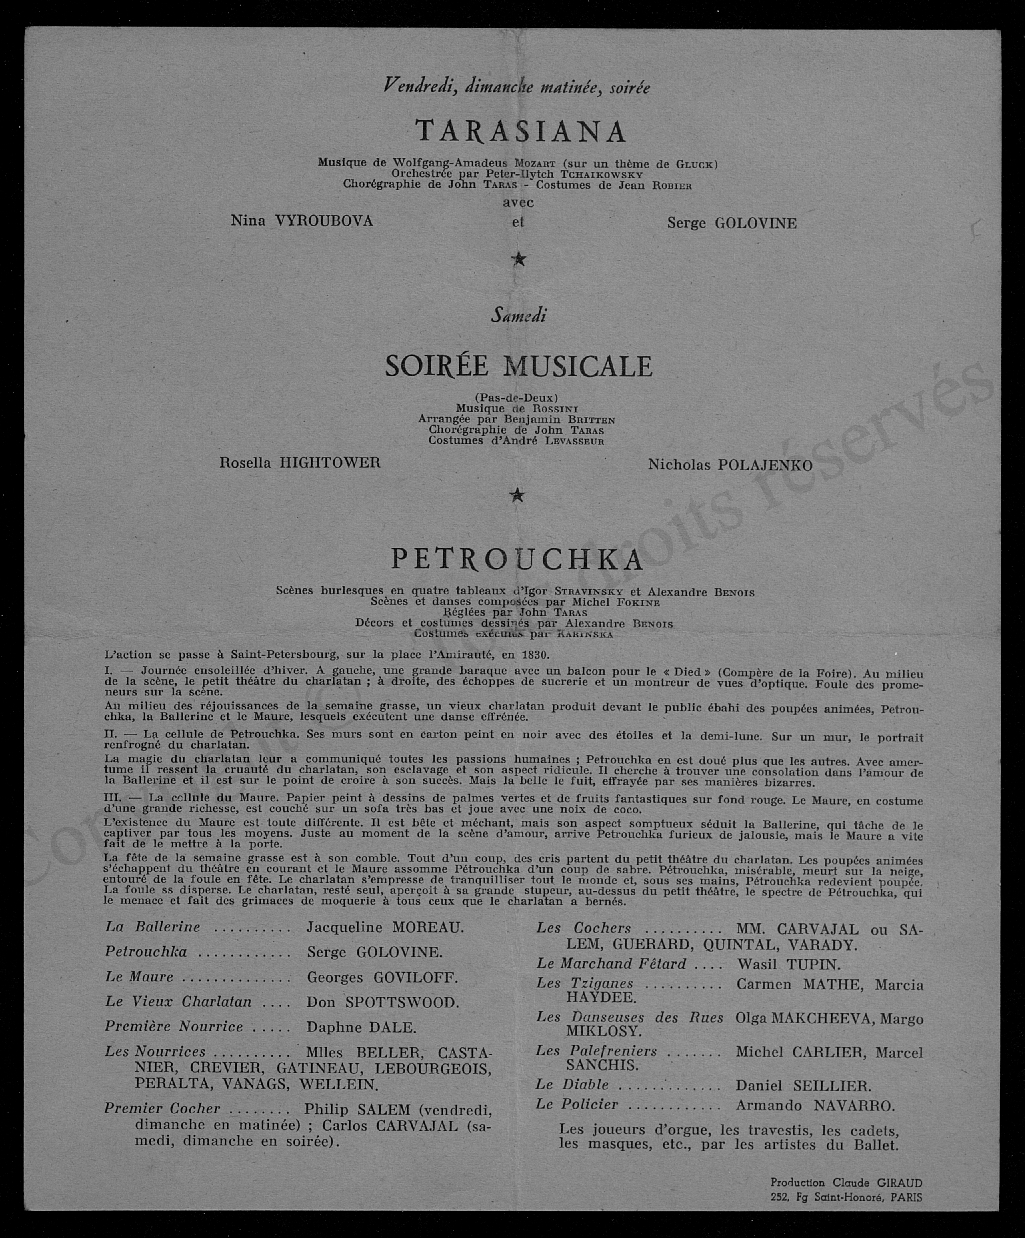 Vendredi, dimanche matinée, soirée
TARASIANA
Musique de Wolfgang-Amadeus MOZART (sur un thème de GLUCK)
Orchestrée par Peter-Ilytch TCHAIKOWSKY
Chorégraphie de John TARAS - Costumes de Jean ROBIER
avec
Nina VYROUBOVA et Serge GOLOVINE
Samedi
SOIRÉE MUSICALE
(Pas-de-Deux)
Musique de ROSSINI
Arrangée par Benjamin BRITTEN
Chorégraphie de John TARAS
Costumes d'André LEVASSEUR
Rosella HIGHTOWER Nicholas POLAJENKO
PETROUCHKA
Scènes burlesques en quatre tableaux d'Igor STRAVINSKY et Alexandre BENOIS
Scènes et danses composées par Michel FOKINE
Réglées par John TARAS
Décors et costumes dessinés par Alexandre BENOIS
Costumes exécutés par KARINSKA
L'action se passe à Saint-Petersbourg, sur la place l'Amirauté, en 1830.
I. — Journée ensoleillée d'hiver. A gauche, une grande baraque avec un balcon pour le « Died » (Compère de la Foire). Au milieu
de la scène, le petit théâtre du charlatan ; à droite, des échoppes de sucrerie et un montreur de vues d'optique. Foule des prome-
neurs sur la scène.
Au milieu des réjouissances de la semaine grasse, un vieux charlatan produit devant le public ébahi des poupées animées, Petrou-
chka, la Ballerine et le Maure, lesquels exécutent une danse effrénée.
II. — La cellule de Petrouchka. Ses murs sont en carton peint en noir avec des étoiles et la demi-lune. Sur un mur, le portrait
renfrogné du charlatan.
La magie du charlatan leur a communiqué toutes les passions humaines ; Petrouchka en est doué plus que les autres. Avec amer-
tume il ressent la cruauté du charlatan, son esclavage et son aspect ridicule. Il cherche à trouver une consolation dans l'amour de
la Ballerine et il est sur le point de croire à son succès. Mais la belle le fuit, effrayée par ses manières bizarres.
III. — La cellule du Maure. Papier peint à dessins de palmes vertes et de fruits fantastiques sur fond rouge. Le Maure, en costume
d'une grande richesse, est couché sur un sofa très bas et joue avec une noix de coco.
L'existence du Maure est toute différente. Il est bête et méchant, mais son aspect somptueux séduit la Ballerine, qui tâche de le
captiver par tous les moyens. Juste au moment de la scène d'amour, arrive Petrouchka furieux de jalousie, mais le Maure a vite
fait de le mettre à la porte.
La fête de la semaine grasse est à son comble. Tout d'un coup, des cris partent du petit théâtre du charlatan. Les poupées animées
s'échappent du théâtre en courant et le Maure assomme Pétrouchka d'un coup de sabre. Pétrouchka, misérable, meurt sur la neige,
entouré de la foule en fête. Le charlatan s'empresse de tranquilliser tout le monde et, sous ses mains, Pétrouchka redevient poupée.
La foule ss disperse. Le charlatan, resté seul, aperçoit à sa grande stupeur, au-dessus du petit théâtre, le spectre de Pétrouchka, qui
le menace et fait des grimaces de moquerie à tous ceux que le charlatan a bernés.
La Ballerine .......... Jacqueline MOREAU.
Petrouchka ............ Serge GOLOVINE.
Le Maure .............. Georges GOVILOFF.
Le Vieux Charlatan .... Don SPOTTSWOOD.
Première Nourrice ..... Daphne DALE.
Les Nourrices .......... Mlles BELLER, CASTA-
NIER, CREVIER, GATINEAU, LEBOURGEOIS,
PERALTA, VANAGS, WELLEIN.
Premier Cocher ........ Philip SALEM (vendredi,
dimanche en matinée) ; Carlos CARVAJAL (sa-
medi, dimanche en soirée).
Les Cochers .......... MM. CARVAJAL ou SA-
LEM, GUERARD, QUINTAL, VARADY.
Le Marchand Fêtard .... Wasil TUPIN.
Les Tziganes .......... Carmen MATHE, Marcia
HAYDEE.
Les Danseuses des Rues Olga MAKCHEEVA, Margo
MIKLOSY.
Les Palefreniers ....... Michel CARLIER, Marcel
SANCHIS.
Le Diable ............. Daniel SEILLIER.
Le Policier ............ Armando NAVARRO.
Les joueurs d'orgue, les travestis, les cadets,
les masques, etc., par les artistes du Ballet.
Production Claude GIRAUD
252, Fg Saint-Honoré, PARIS
droits réservés